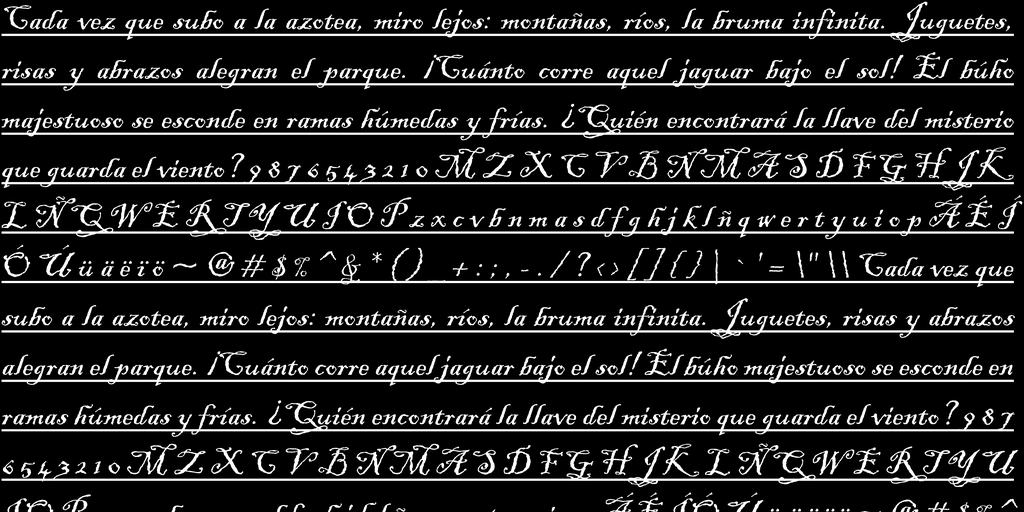 Cada vez que subo a la azotea, miro lejos: montañas, ríos, la bruma infinita. Juguetes,
risas y abrazos alegran el parque. ¡Cuánto corre aquel jaguar bajo el sol! El búho
majestuoso se esconde en ramas húmedas y frías. ¿Quién encontrará la llave del misterio
que guarda el viento? 9 8 7 6 5 4 3 2 1 0 M Z X C V B N M A S D F G H J K
L Ñ Q W E R T Y U I O P z x c v b n m a s d f g h j k l ñ q w e r t y u i o p Á É Í
Ó Ú ü ä ë ï ö ~ @ # $ % ^ & * ( ) _ + : ; , - . / ? < > [ ] { } | ` ' = \ " \ \ Cada vez que
subo a la azotea, miro lejos: montañas, ríos, la bruma infinita. Juguetes, risas y abrazos
alegran el parque. ¡Cuánto corre aquel jaguar bajo el sol! El búho majestuoso se esconde en
ramas húmedas y frías. ¿Quién encontrará la llave del misterio que guarda el viento? 9 8 7
6 5 4 3 2 1 0 M Z X C V B N M A S D F G H J K L Ñ Q W E R T Y U